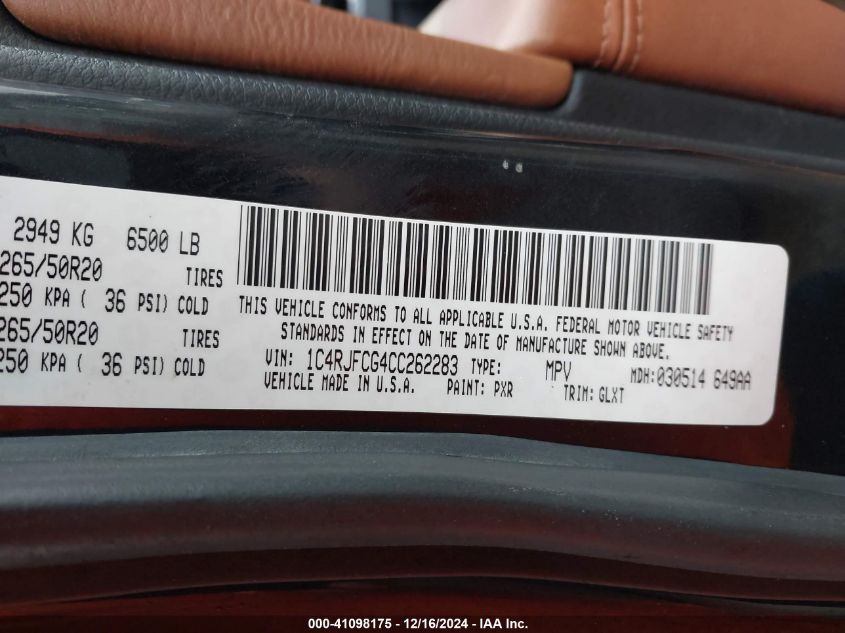 2949 KG 6500 LB
265/50R20 TIRES
250 KPA ( 36 PSI) COLD
265/50R20 TIRES
250 KPA ( 36 PSI) COLD
THIS VEHICLE CONFORMS TO ALL APPLICABLE U.S.A. FEDERAL MOTOR VEHICLE SAFETY
STANDARDS IN EFFECT ON THE DATE OF MANUFACTURE SHOWN ABOVE.
VIN: 1C4RJFCG4CC262283 TYPE: MPV MDH:030514 649AA
VEHICLE MADE IN U.S.A. PAINT: PXR TRIM: GLXT
000-41098175 - 12/16/2024 - IAA Inc.